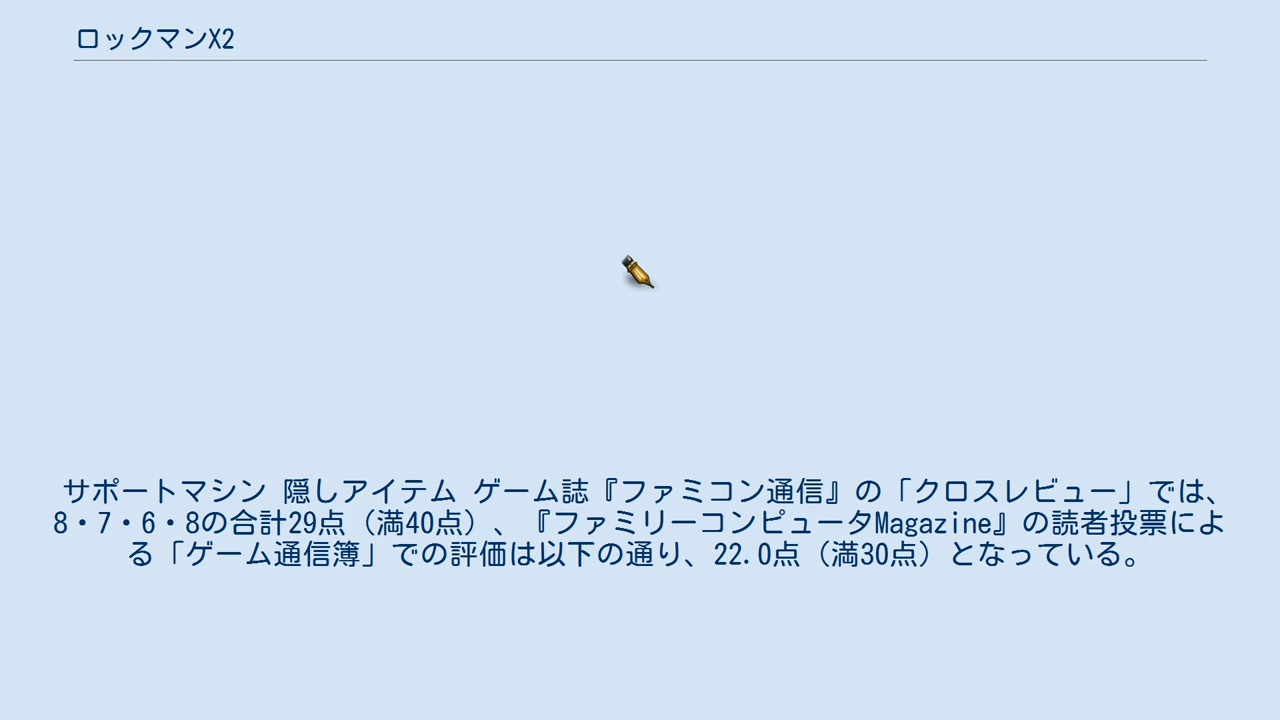 ロックマンX2
サポートマシン 隠しアイテム ゲーム誌『ファミコン通信』の「クロスレビュー」では、
8・7・6・8の合計29点（満40点）、『ファミリーコンピュータMagazine』の読者投票によ
る「ゲーム通信簿」での評価は以下の通り、22.0点（満30点）となっている。